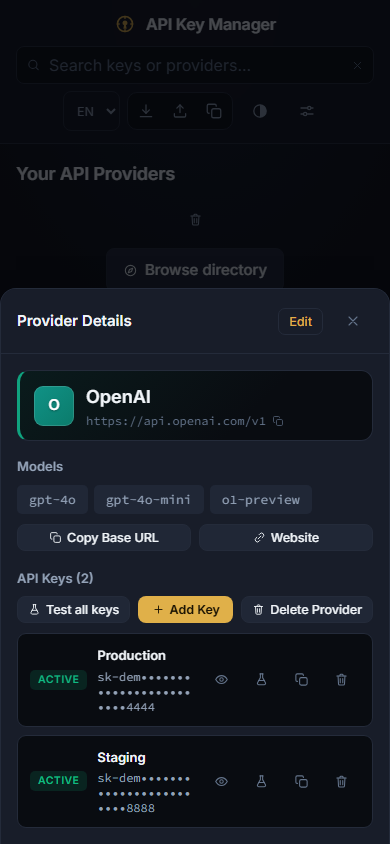 API Key Manager
Search keys or providers...
EN
Your API Providers
Browse directory
Provider Details
Edit
O
OpenAI
https://api.openai.com/v1
Models
gpt-4o gpt-4o-mini o1-preview
Copy Base URL Website
API Keys (2)
Test all keys Add Key Delete Provider
Production
ACTIVE
sk-dem•••••••
•••••••••••••
••••4444
Staging
ACTIVE
sk-dem•••••••
•••••••••••••
••••8888